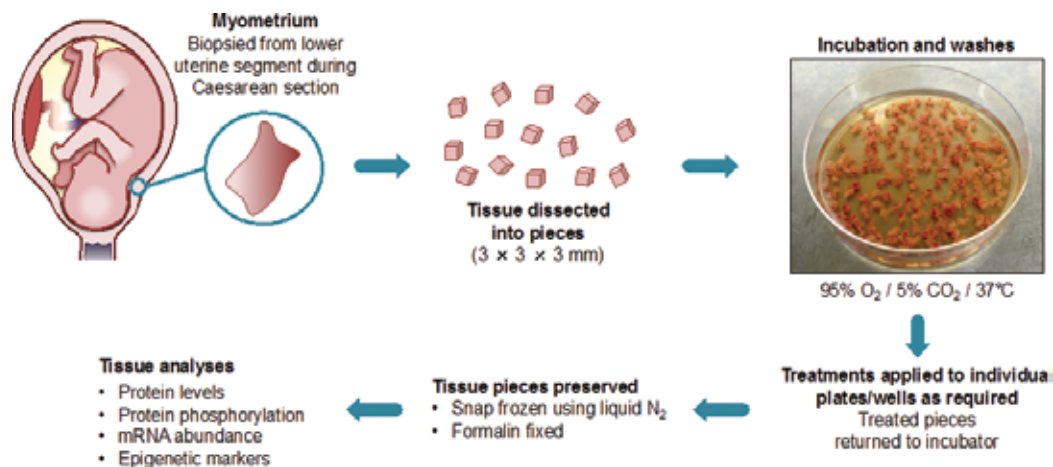 Myometrium
Biopsied from lower
uterine segment during
Caesarean section
Tissue dissected
into pieces
(3 × 3 × 3 mm)
Incubation and washes
95% O₂ / 5% CO₂ / 37°C
Treatments applied to individua
plates/wells as required
Treated pieces
returned to incubator
Tissue pieces preserved
• Snap frozen using liquid N₂
• Formalin fixed
Tissue analyses
• Protein levels
• Protein phosphorylation
• mRNA abundance
• Epigenetic markers